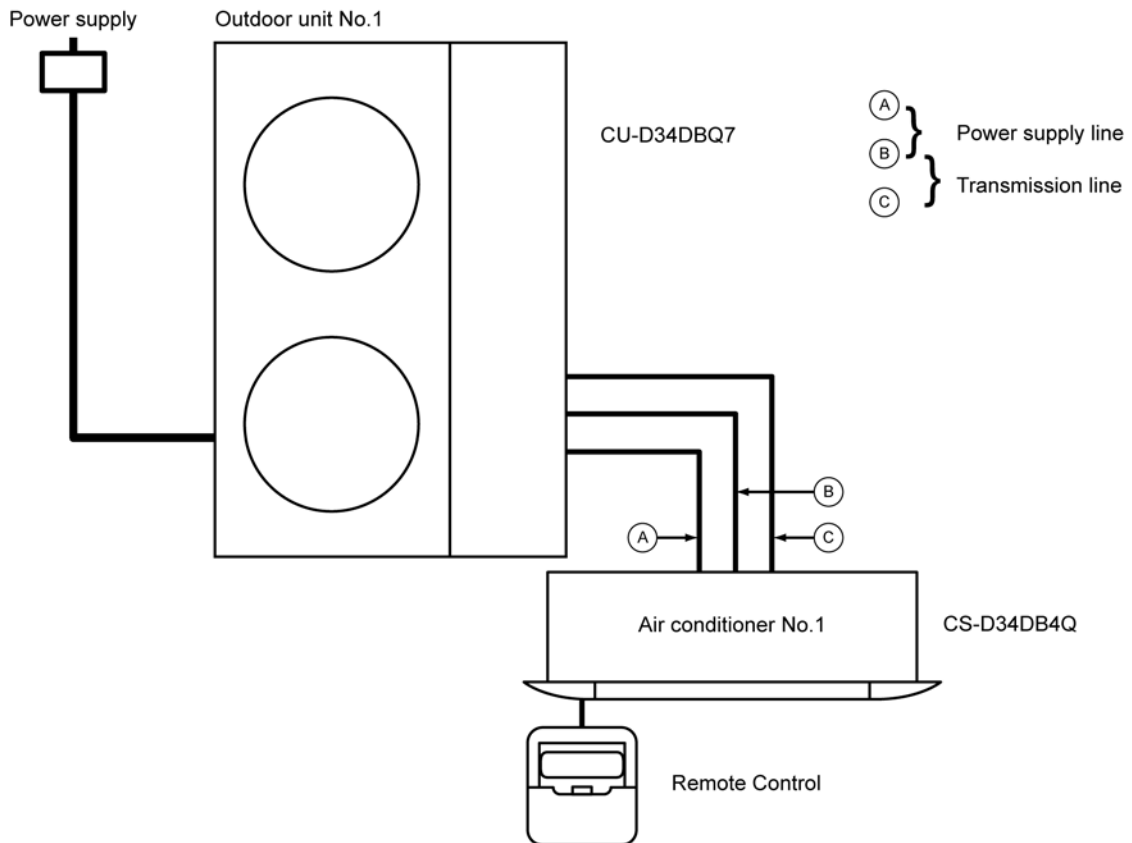 Power supply
Outdoor unit No.1
CU-D34DBQ7
A
B
C
Power supply line
Transmission line
B
A
C
Air conditioner No.1
CS-D34DB4Q
Remote Control